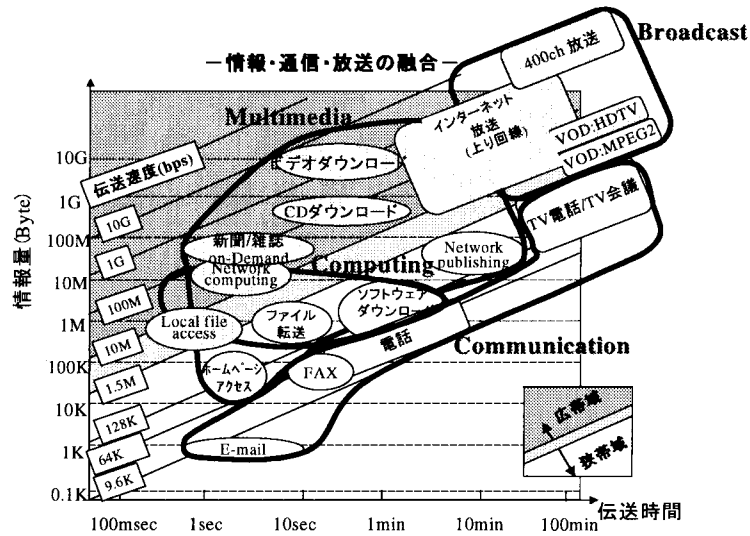 －情報・通信・放送の融合－
Broadcast
400ch 放送
Multimedia
インターネット
放送
(上り回線)
VOD:HDTV
VOD:MPEG2
ビデオダウンロード
伝送速度(bps)
CDダウンロード
TV電話/TV会議
新聞/雑誌
on-Demand
Network
computing
Computing
Network
publishing
Local file
access
ファイル
転送
ソフトウェア
ダウンロード
電話
Communication
ホームページ
アクセス
FAX
E-mail
広帯域
狭帯域
情報量(Byte)
10G
1G
100M
10M
1M
100K
10K
1K
0.1K
10G
1G
100M
10M
1.5M
128K
64K
9.6K
100msec
1sec
10sec
1min
10min
100min
伝送時間